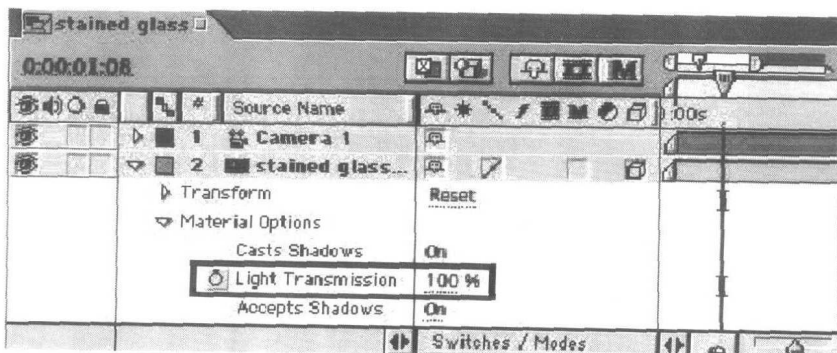 stained glass
0:00:01:08
# Source Name :00s
1 Camera 1
2 stained glass...
Transform Reset
Material Options
Casts Shadows On
Light Transmission 100 %
Accepts Shadows On
Switches / Modes